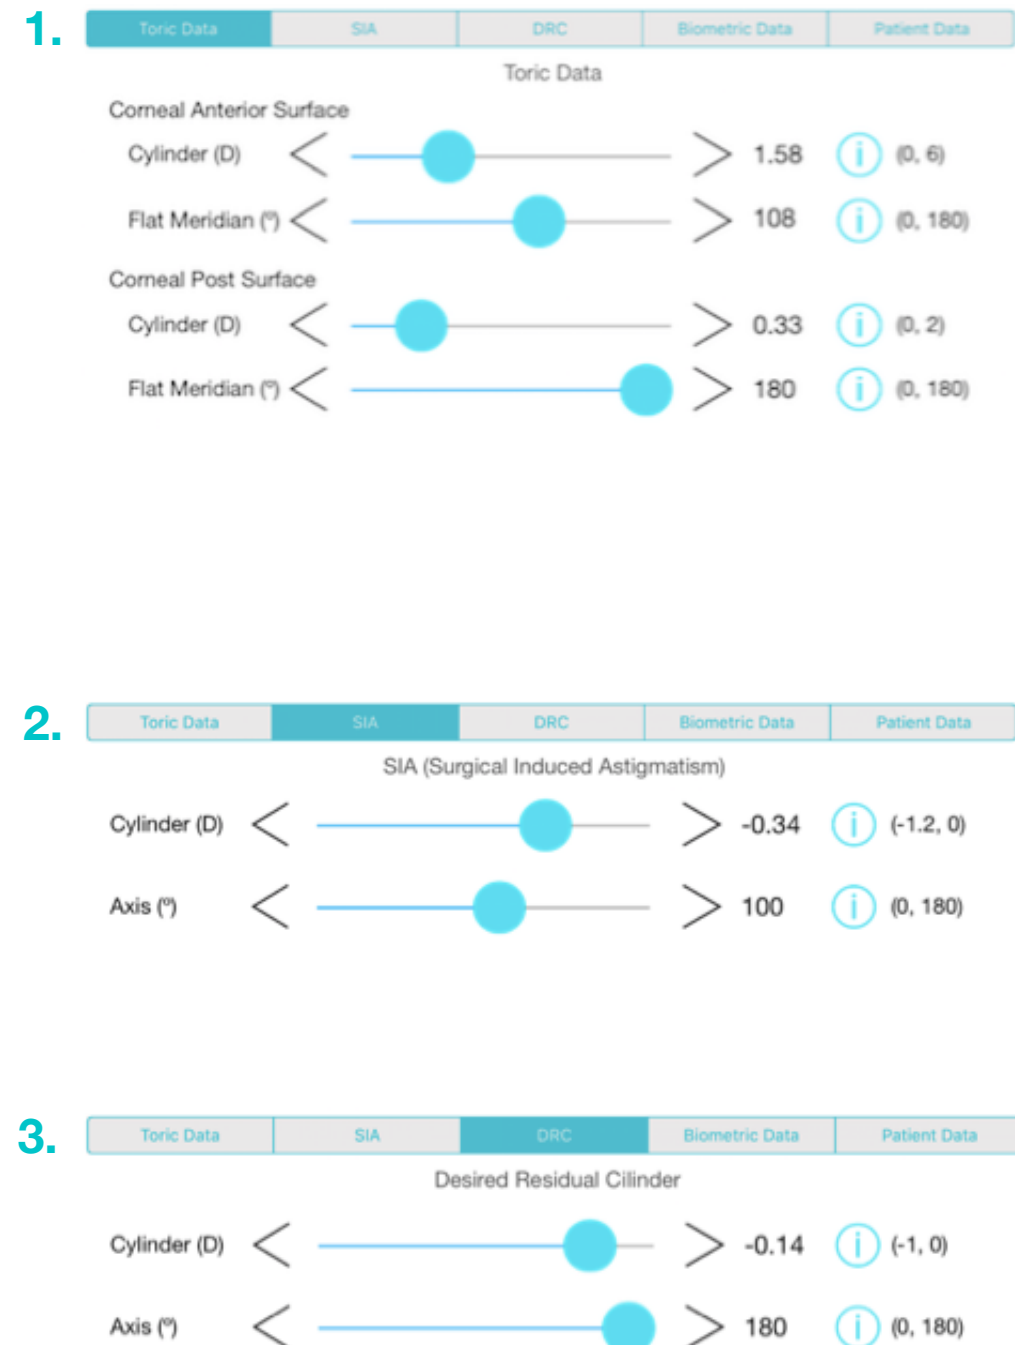 1.
Toric Data SIA DRC Biometric Data Patient Data
Toric Data
Corneal Anterior Surface
Cylinder (D) 1.58 i (0, 6)
Flat Meridian (º) 108 i (0, 180)
Corneal Post Surface
Cylinder (D) 0.33 i (0, 2)
Flat Meridian (º) 180 i (0, 180)
2.
Toric Data SIA DRC Biometric Data Patient Data
SIA (Surgical Induced Astigmatism)
Cylinder (D) -0.34 i (-1.2, 0)
Axis (º) 100 i (0, 180)
3.
Toric Data SIA DRC Biometric Data Patient Data
Desired Residual Cilinder
Cylinder (D) -0.14 i (-1, 0)
Axis (º) 180 i (0, 180)